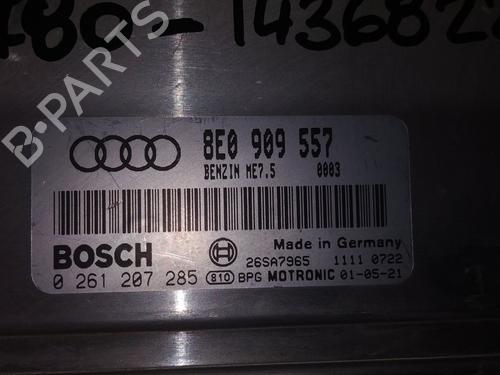 8E0 909 557
BENZIN ME7.5 0003
BOSCH
Made in Germany
26SA7965 1111 0722
0 261 207 285 810 BPG MOTRONIC 01-05-21
B-PARTS